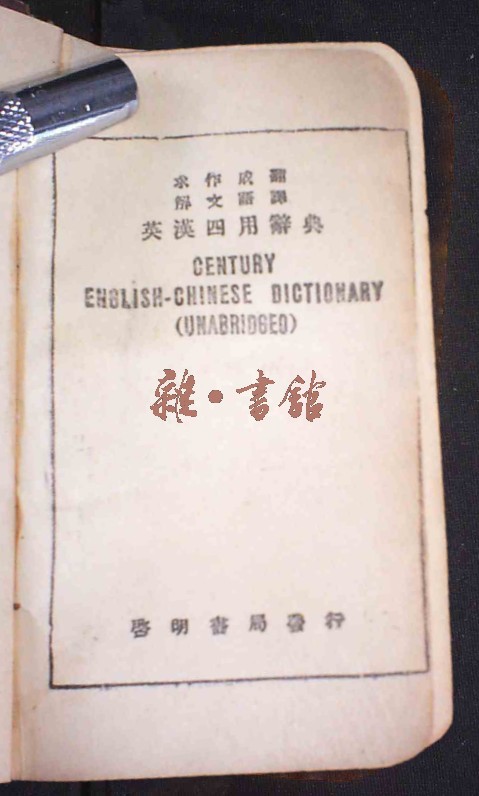 求 作 成 翻
解 文 語 譯
英漢四用辭典
CENTURY
ENGLISH-CHINESE DICTIONARY
(UNABRIDGED)
雜·書館
啓明書局發行